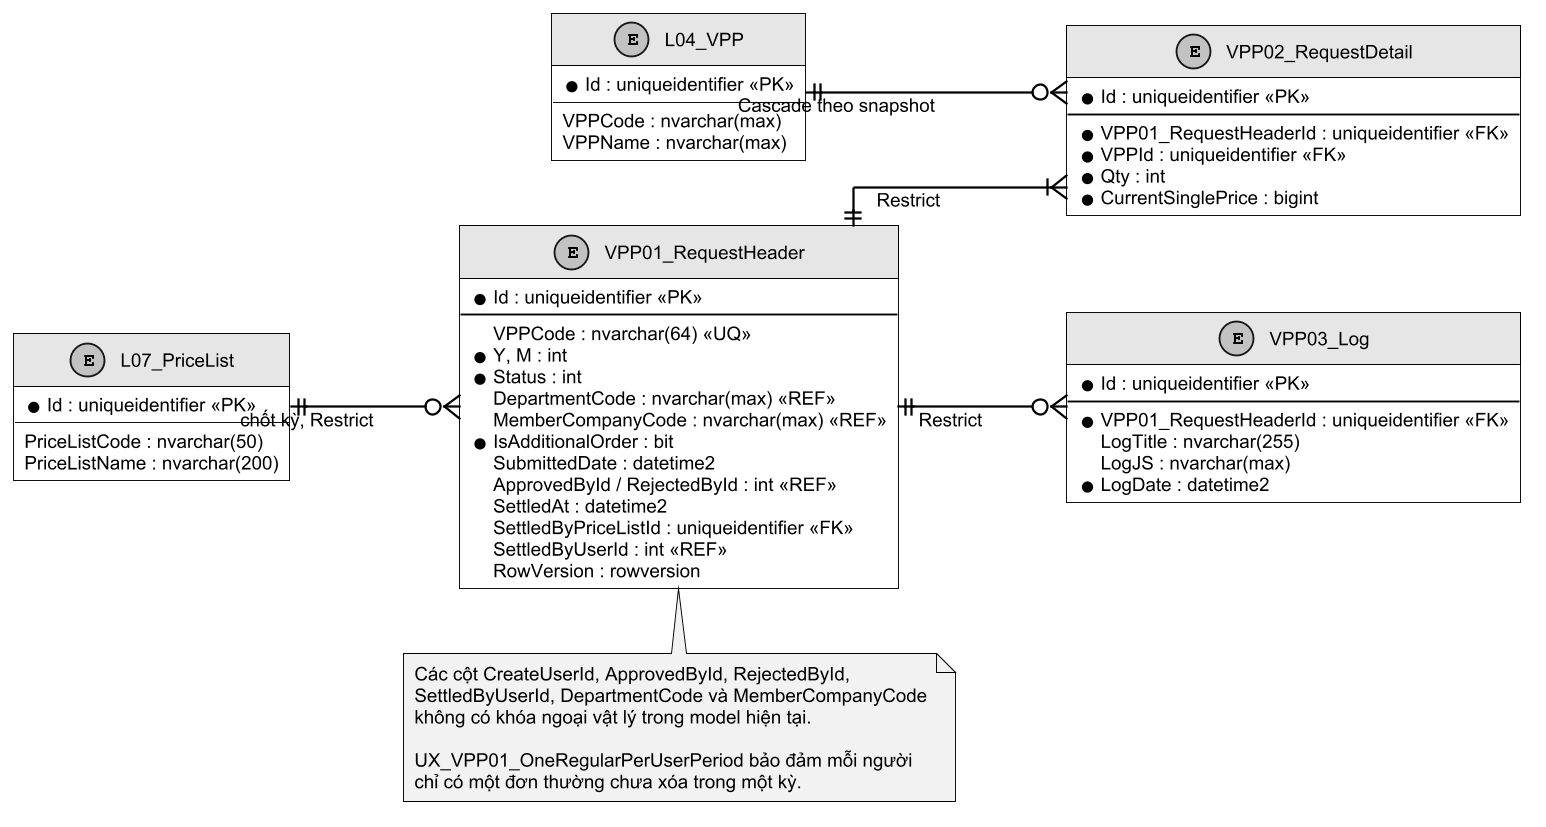 E L04_VPP
Id : uniqueidentifier «PK»
VPPCode : nvarchar(max)
VPPName : nvarchar(max)
Cascade theo snapshot
E VPP02_RequestDetail
Id : uniqueidentifier «PK»
VPP01_RequestHeaderId : uniqueidentifier «FK»
VPPId : uniqueidentifier «FK»
Qty : int
CurrentSinglePrice : bigint
Restrict
E VPP01_RequestHeader
Id : uniqueidentifier «PK»
VPPCode : nvarchar(64) «UQ»
Y, M : int
Status : int
DepartmentCode : nvarchar(max) «REF»
MemberCompanyCode : nvarchar(max) «REF»
IsAdditionalOrder : bit
SubmittedDate : datetime2
ApprovedById / RejectedById : int «REF»
SettledAt : datetime2
SettledByPriceListId : uniqueidentifier «FK»
SettledByUserId : int «REF»
RowVersion : rowversion
E L07_PriceList
Id : uniqueidentifier «PK»
PriceListCode : nvarchar(50)
PriceListName : nvarchar(200)
chốt kỳ, Restrict
Restrict
E VPP03_Log
Id : uniqueidentifier «PK»
VPP01_RequestHeaderId : uniqueidentifier «FK»
LogTitle : nvarchar(255)
LogJS : nvarchar(max)
LogDate : datetime2
Các cột CreateUserId, ApprovedById, RejectedById,
SettledByUserId, DepartmentCode và MemberCompanyCode
không có khóa ngoại vật lý trong model hiện tại.
UX_VPP01_OneRegularPerUserPeriod bảo đảm mỗi người
chỉ có một đơn thường chưa xóa trong một kỳ.